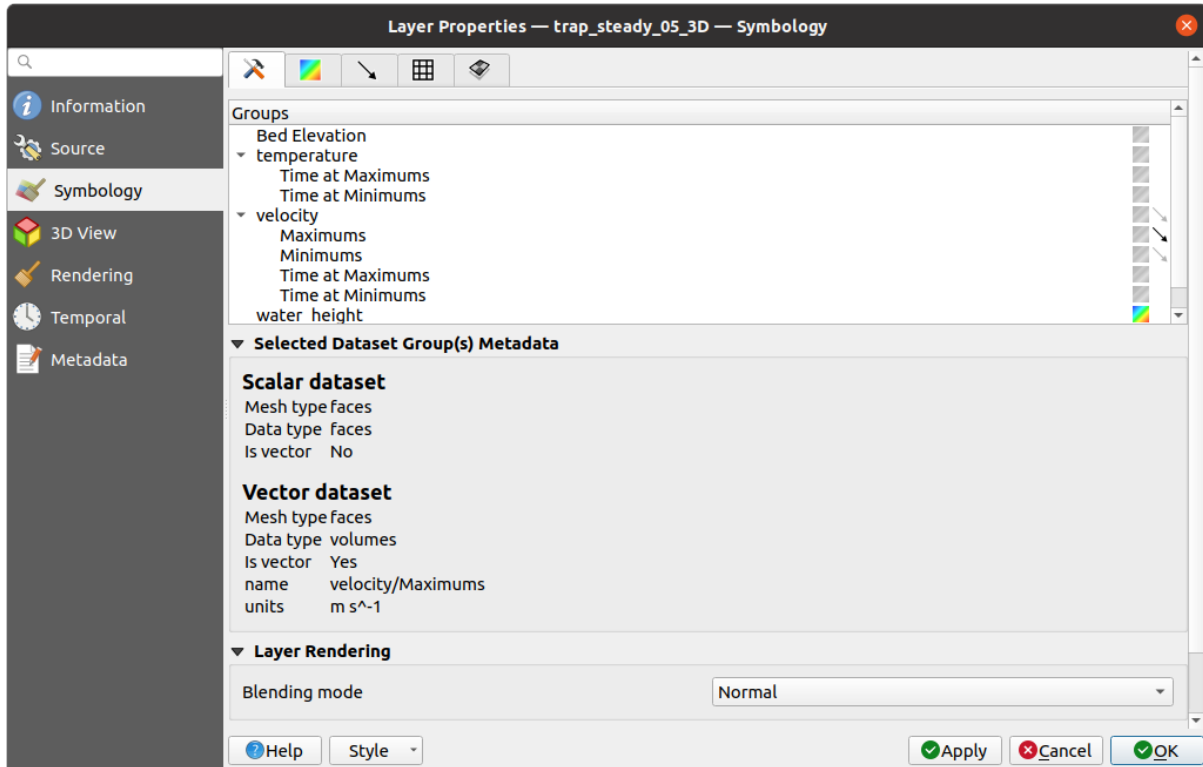 Layer Properties — trap_steady_05_3D — Symbology
Information
Source
Symbology
3D View
Rendering
Temporal
Metadata
Groups
Bed Elevation
temperature
Time at Maximums
Time at Minimums
velocity
Maximums
Minimums
Time at Maximums
Time at Minimums
water_height
Selected Dataset Group(s) Metadata
Scalar dataset
Mesh type faces
Data type faces
Is vector No
Vector dataset
Mesh type faces
Data type volumes
Is vector Yes
name velocity/Maximums
units m s^-1
Layer Rendering
Blending mode Normal
Help Style Apply Cancel OK